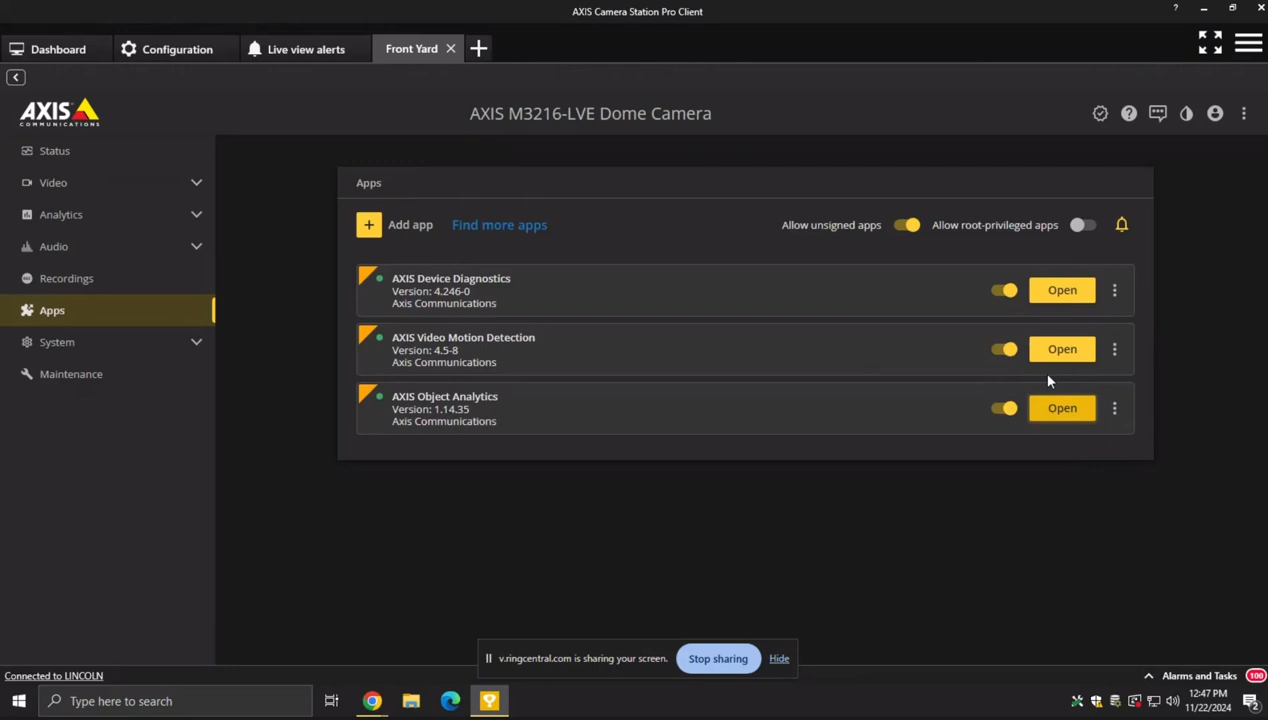 AXIS Camera Station Pro Client
?
Dashboard
Configuration
Live view alerts
Front Yard
AXIS
COMMUNICATIONS
AXIS M3216-LVE Dome Camera
Status
Video
Analytics
Audio
Recordings
Apps
System
Maintenance
Apps
Add app
Find more apps
Allow unsigned apps
Allow root-privileged apps
AXIS Device Diagnostics
Version: 4.246-0
Axis Communications
Open
AXIS Video Motion Detection
Version: 4.5-8
Axis Communications
Open
AXIS Object Analytics
Version: 1.14.35
Axis Communications
Open
v.ringcentral.com is sharing your screen.
Stop sharing
Hide
Connected to LINCOLN
Alarms and Tasks
100
Type here to search
12:47 PM
11/22/2024
2